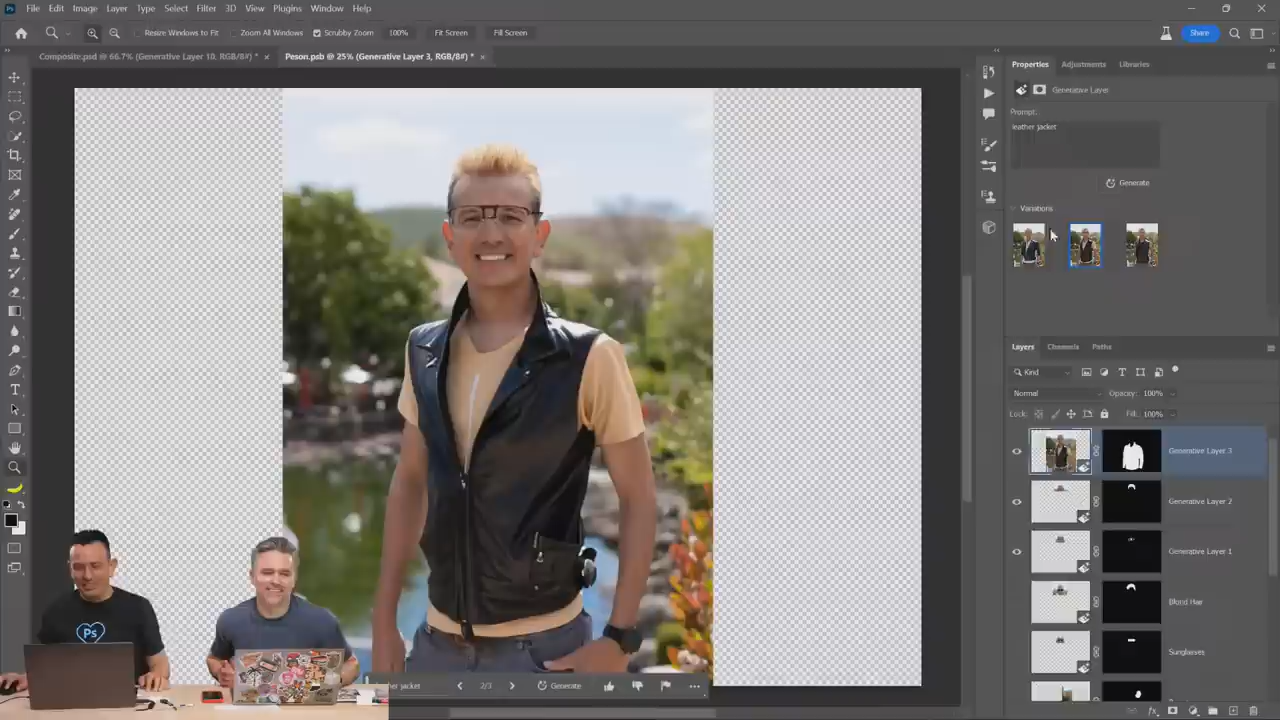 Ps File Edit Image Layer Type Select Filter 3D View Plugins Window Help
Resize Windows to Fit Zoom All Windows Scrubby Zoom 100% Fit Screen Fill Screen Share
Composite.psd @ 66.7% (Generative Layer 10, RGB/8#) * × Peson.psb @ 25% (Generative Layer 3, RGB/8#) * ×
Properties Adjustments Libraries
Generative Layer
Prompt:
leather jacket
Generate
Variations
Layers Channels Paths
Kind
Normal Opacity: 100%
Lock: Fill: 100%
Generative Layer 3
Generative Layer 2
Generative Layer 1
Blond Hair
Sunglasses
Ps
jacket 2/3 Generate
fx